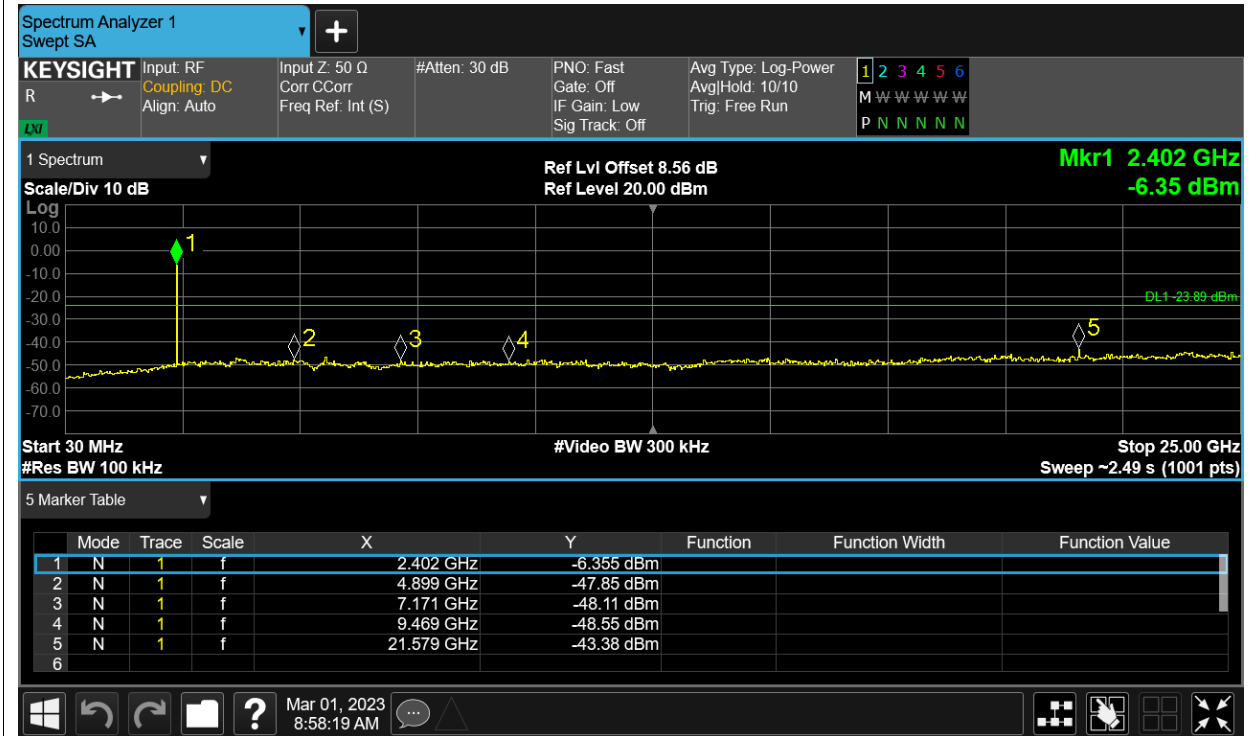 Spectrum Analyzer 1
Swept SA
+
KEYSIGHT Input: RF Input Z: 50 Ω #Atten: 30 dB PNO: Fast Avg Type: Log-Power 1 2 3 4 5 6
R Coupling: DC Corr CCorr Gate: Off Avg|Hold: 10/10 M W W W W W W
Align: Auto Freq Ref: Int (S) IF Gain: Low Trig: Free Run
LXI Sig Track: Off P N N N N N N
1 Spectrum Ref Lvl Offset 8.56 dB Mkr1 2.402 GHz
Scale/Div 10 dB Ref Level 20.00 dBm -6.35 dBm
Log
10.0
0.00 1
-10.0
-20.0 DL1 -23.89 dBm
-30.0
-40.0 2 3 4 5
-50.0
-60.0
-70.0
Start 30 MHz #Video BW 300 kHz Stop 25.00 GHz
#Res BW 100 kHz Sweep ~2.49 s (1001 pts)
5 Marker Table
Mode Trace Scale X Y Function Function Width Function Value
1 N 1 f 2.402 GHz -6.355 dBm
2 N 1 f 4.899 GHz -47.85 dBm
3 N 1 f 7.171 GHz -48.11 dBm
4 N 1 f 9.469 GHz -48.55 dBm
5 N 1 f 21.579 GHz -43.38 dBm
6
? Mar 01, 2023
8:58:19 AM